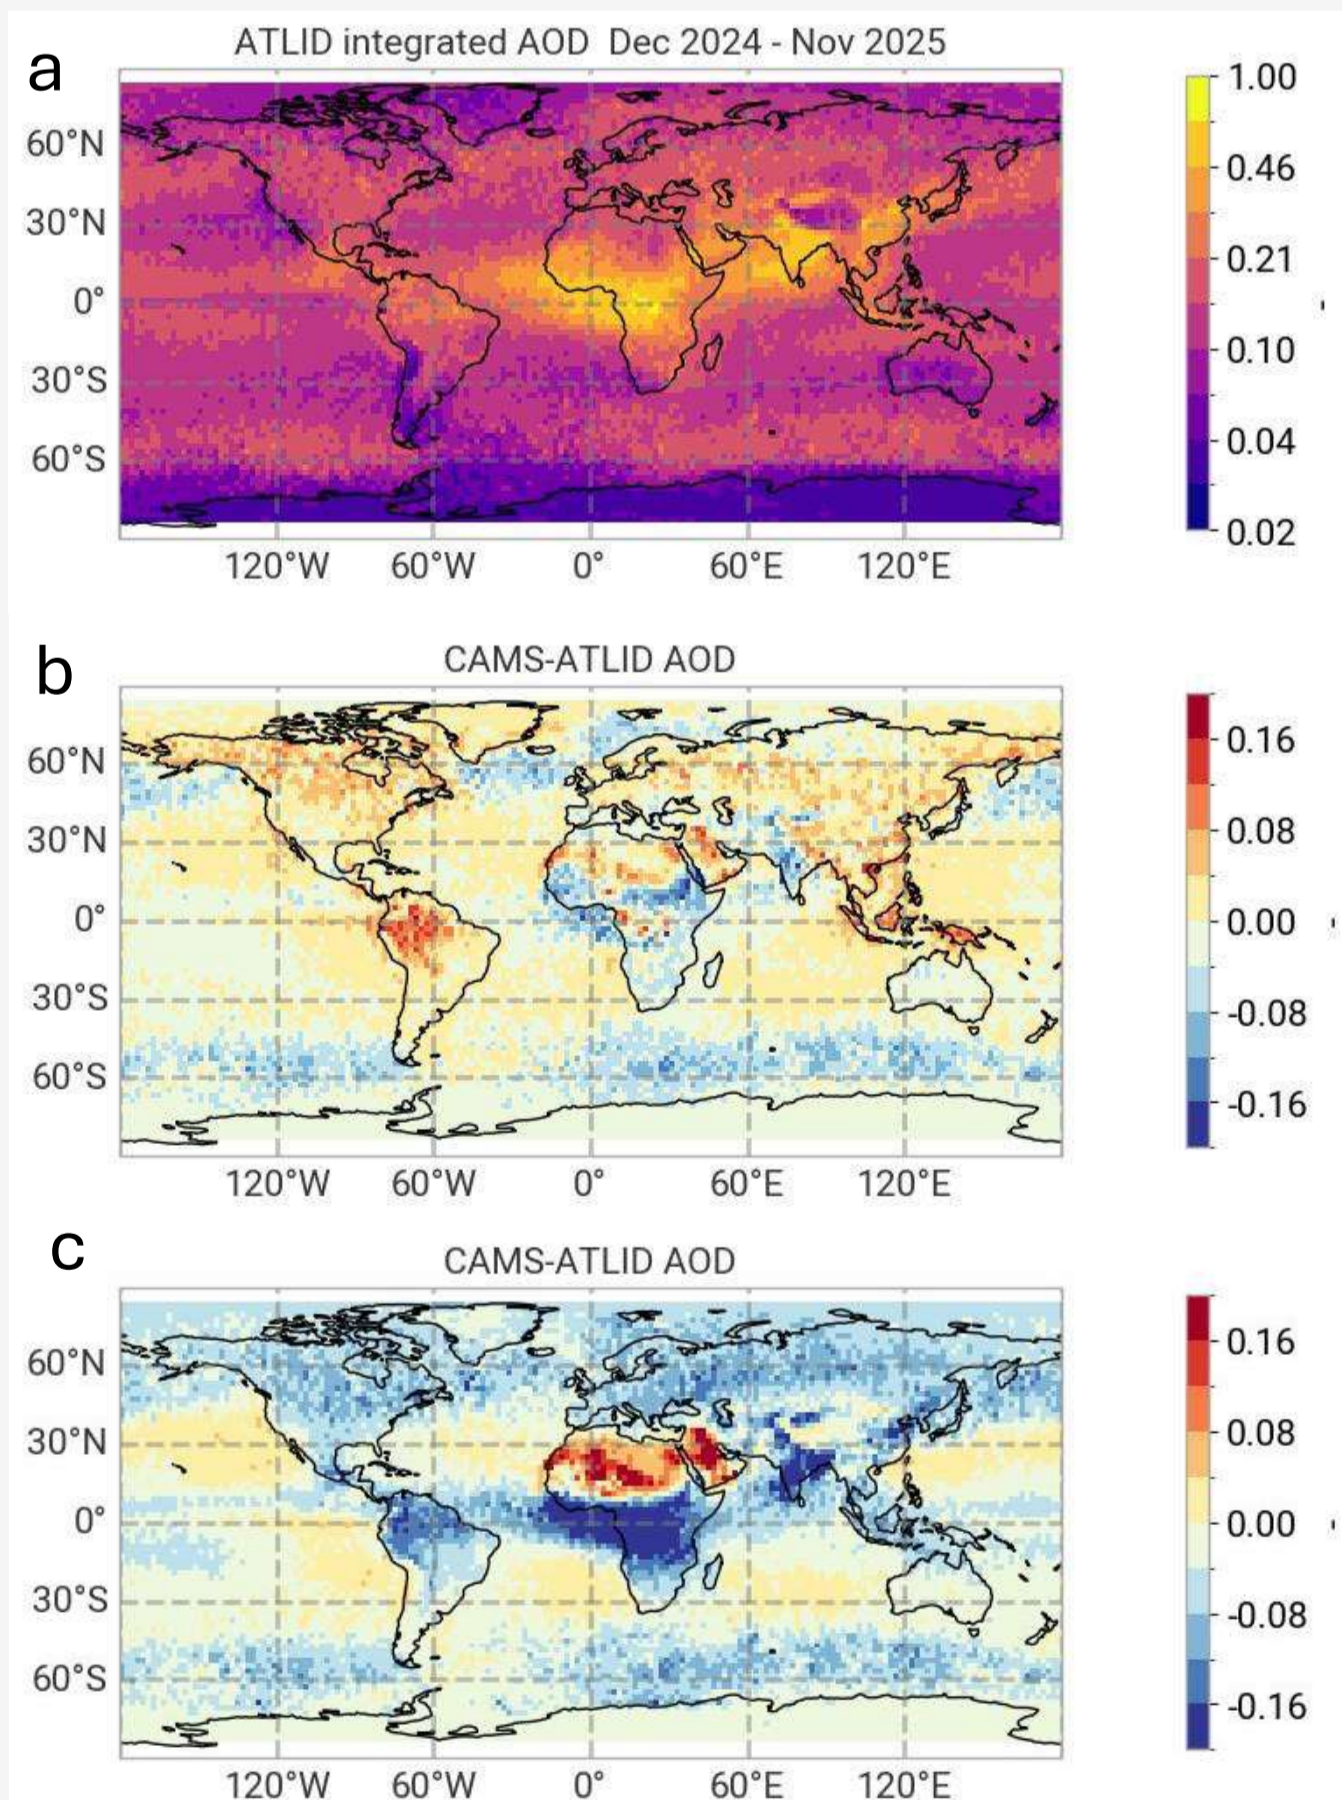 a
ATLID integrated AOD Dec 2024 - Nov 2025
60°N
30°N
0°
30°S
60°S
120°W 60°W 0° 60°E 120°E
1.00
0.46
0.21
0.10
0.04
0.02
-
b
CAMS-ATLID AOD
60°N
30°N
0°
30°S
60°S
120°W 60°W 0° 60°E 120°E
0.16
0.08
0.00
-0.08
-0.16
-
c
CAMS-ATLID AOD
60°N
30°N
0°
30°S
60°S
120°W 60°W 0° 60°E 120°E
0.16
0.08
0.00
-0.08
-0.16
-